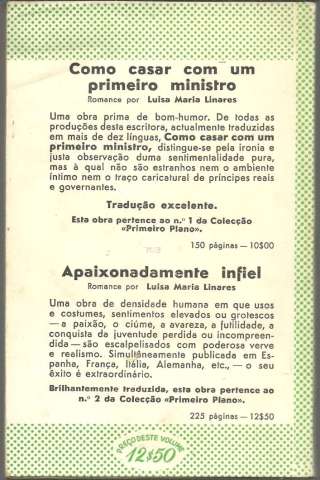 Como casar com um
primeiro ministro
Romance por Luisa Maria Linares
Uma obra prima de bom-humor. De todas as
produções desta escritora, actualmente traduzidas
em mais de dez línguas, Como casar com um
primeiro ministro, distingue-se pela ironia e
justa observação duma sentimentalidade pura,
mas à qual não são estranhos nem o ambiente
íntimo nem o traço caricatural de príncipes reais
e governantes.
Tradução excelente.
Esta obra pertence ao n.º 1 da Colecção
«Primeiro Plano».
150 páginas — 10$00
Apaixonadamente infiel
Romance por Luisa Maria Linares
Uma obra de densidade humana em que usos
e costumes, sentimentos elevados ou grotescos
— a paixão, o ciúme, a avareza, a futilidade, a
conquista da juventude perdida ou incompreen-
dida — são escalpelisados com poderosa verve
e realismo. Simultâneamente publicada em Es-
panha, França, Itália, Alemanha, etc., — o seu
êxito é extraordinário.
Brilhantemente traduzida, esta obra pertence ao
n.º 2 da Colecção «Primeiro Plano».
225 páginas — 12$50
PREÇO DESTE VOLUME
12$50